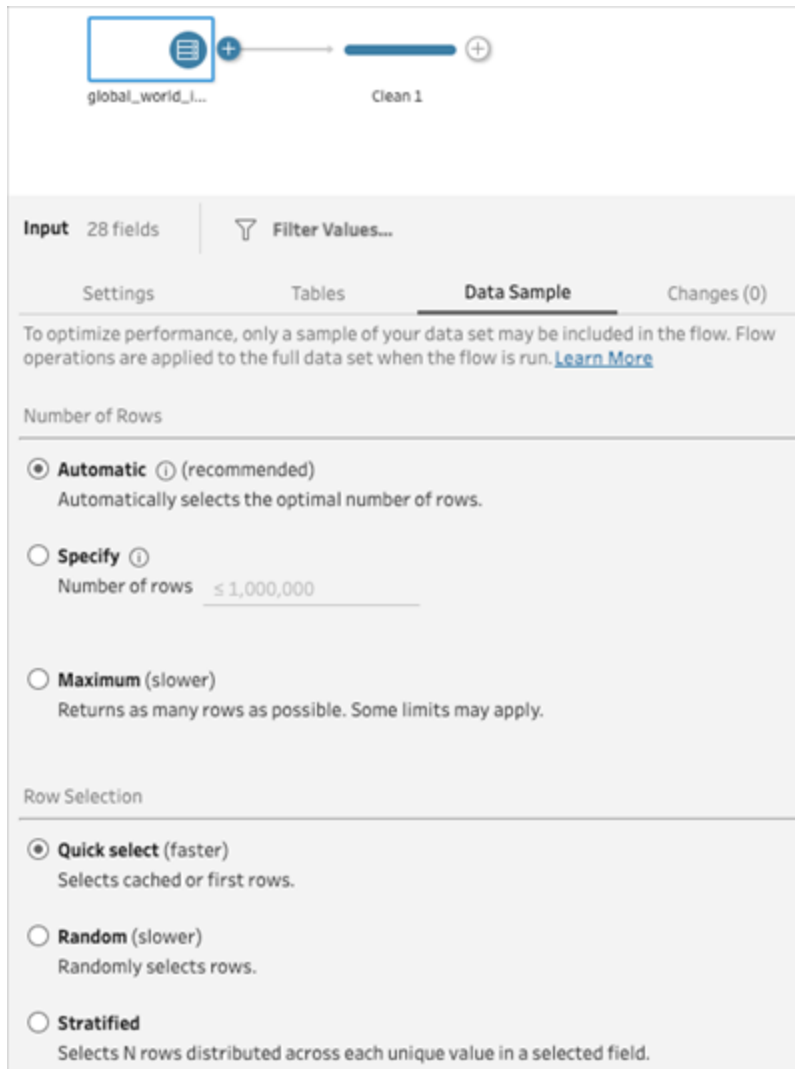 global_world_i...
Clean 1
Input 28 fields Filter Values...
Settings Tables Data Sample Changes (0)
To optimize performance, only a sample of your data set may be included in the flow. Flow
operations are applied to the full data set when the flow is run. Learn More
Number of Rows
Automatic (recommended)
Automatically selects the optimal number of rows.
Specify
Number of rows ≤ 1,000,000
Maximum (slower)
Returns as many rows as possible. Some limits may apply.
Row Selection
Quick select (faster)
Selects cached or first rows.
Random (slower)
Randomly selects rows.
Stratified
Selects N rows distributed across each unique value in a selected field.